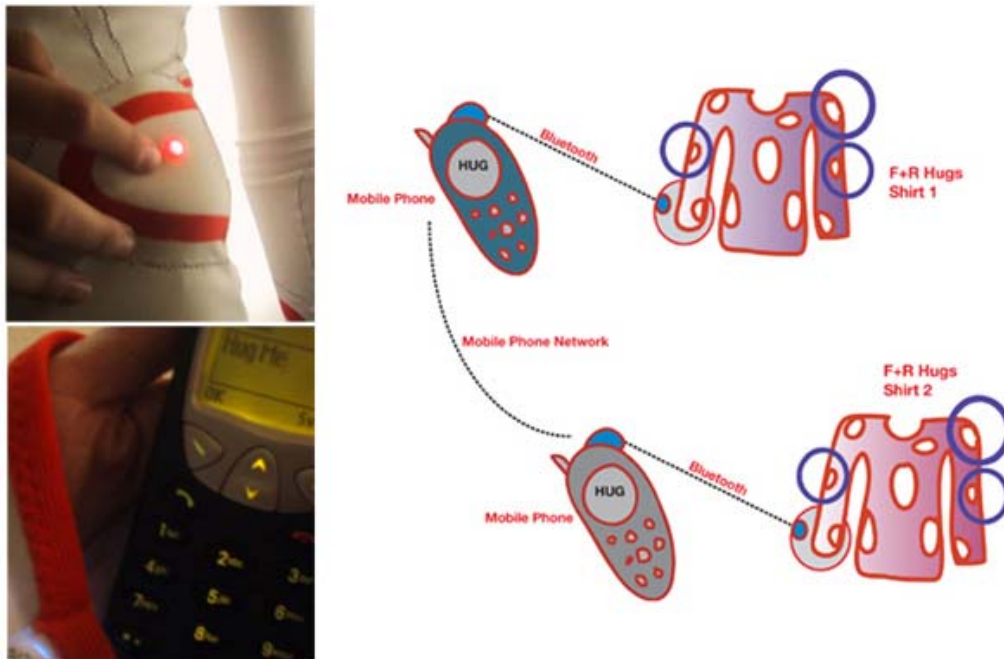 HUG
Mobile Phone
Bluetooth
F+R Hugs
Shirt 1
Mobile Phone Network
F+R Hugs
Shirt 2
HUG
Mobile Phone
Bluetooth
Hug Me
OK
1
2
3
4
5
6
7
8
9